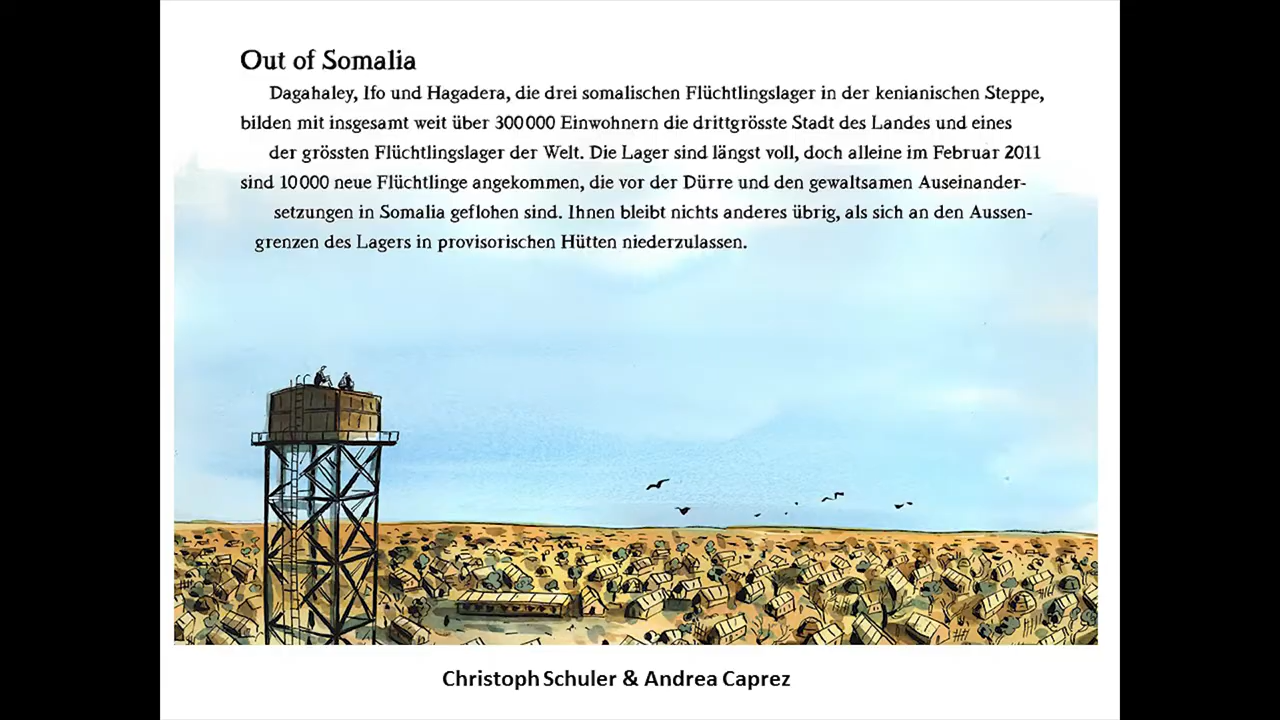 Out of Somalia
Dagahaley, Ifo und Hagadera, die drei somalischen Flüchtlingslager in der kenianischen Steppe,
bilden mit insgesamt weit über 300 000 Einwohnern die drittgrösste Stadt des Landes und eines
der grössten Flüchtlingslager der Welt. Die Lager sind längst voll, doch alleine im Februar 2011
sind 10 000 neue Flüchtlinge angekommen, die vor der Dürre und den gewaltsamen Auseinander-
setzungen in Somalia geflohen sind. Ihnen bleibt nichts anderes übrig, als sich an den Aussen-
grenzen des Lagers in provisorischen Hütten niederzulassen.
Christoph Schuler & Andrea Caprez